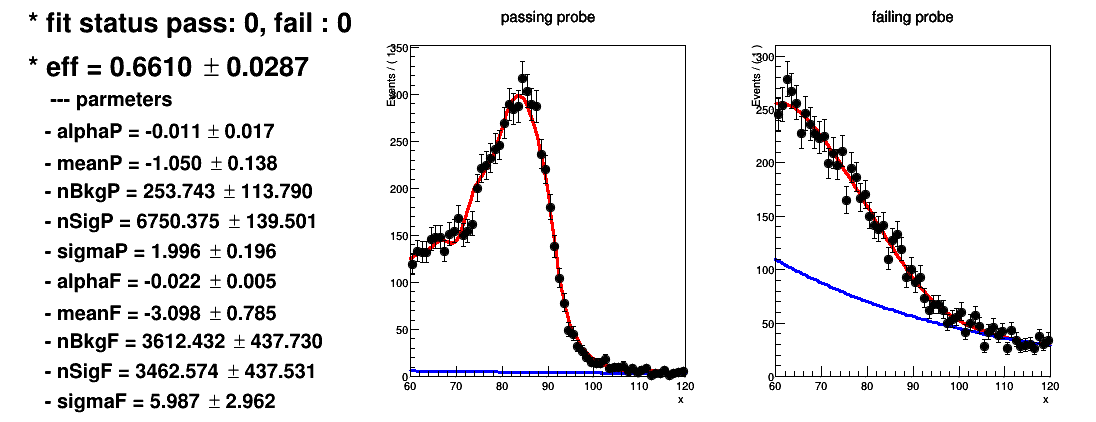 * fit status pass: 0, fail : 0
* eff = 0.6610 ± 0.0287
--- parmeters
- alphaP = -0.011 ± 0.017
- meanP = -1.050 ± 0.138
- nBkgP = 253.743 ± 113.790
- nSigP = 6750.375 ± 139.501
- sigmaP = 1.996 ± 0.196
- alphaF = -0.022 ± 0.005
- meanF = -3.098 ± 0.785
- nBkgF = 3612.432 ± 437.730
- nSigF = 3462.574 ± 437.531
- sigmaF = 5.987 ± 2.962
passing probe
Events / ( 1 )
350
300
250
200
150
100
50
0
60 70 80 90 100 110 120
x
failing probe
Events / ( 1 )
300
250
200
150
100
50
0
60 70 80 90 100 110 120
x